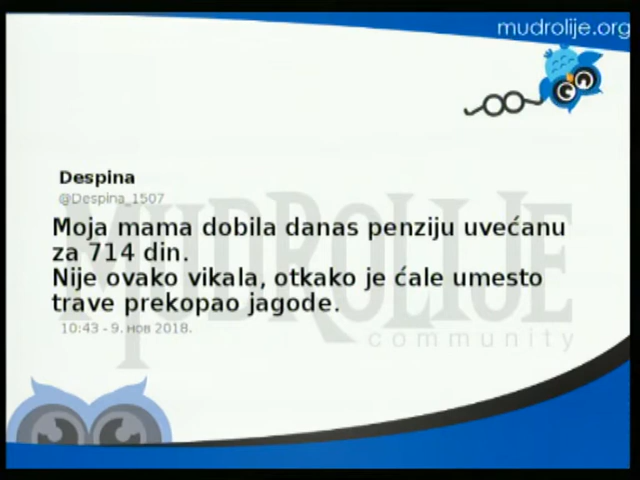 mudrolije.org
Despina
@Despina_1507
MUDROLIJE
Moja mama dobila danas penziju uvećanu
za 714 din.
Nije ovako vikala, otkako je ćale umesto
trave prekopao jagode.
10:43 - 9. нов 2018.
community